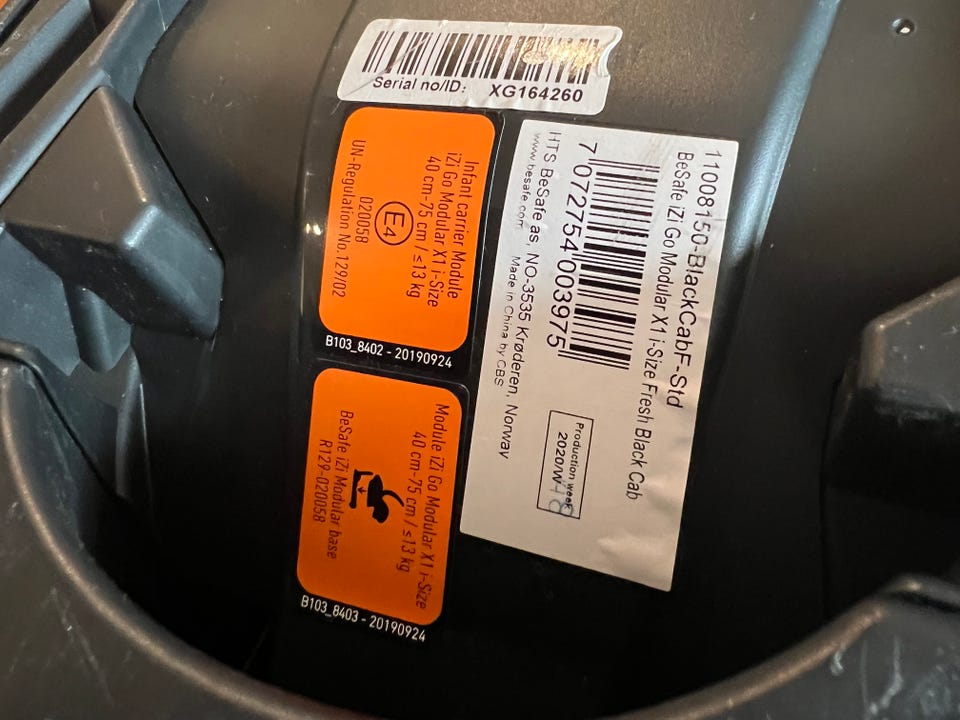 Serial no/ID: XG164260
Infant carrier Module
iZi Go Modular X1 i-Size
40 cm-75 cm / ≤13 kg
E4
020058
UN-Regulation No.129/02
B103_8402 - 20190924
Module iZi Go Modular X1 i-Size
40 cm-75 cm / ≤13 kg
BeSafe iZi Modular base
R129-020058
B103_8403 - 20190924
11008150-BlackCabF-Std
BeSafe iZi Go Modular X1 i-Size Fresh Black Cab
7 072754 003975
HTS BeSafe as, NO-3535 Krøderen, Norway
www.besafe.com Made in China by CBS
Production week
2020/W18